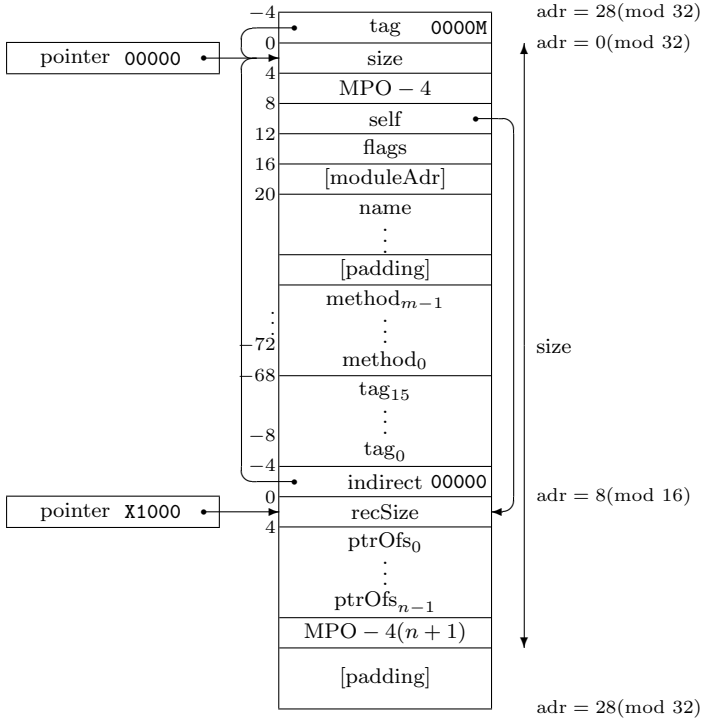 −4
tag 0000M
adr = 28(mod 32)
0
adr = 0(mod 32)
pointer 00000
size
4
MPO − 4
8
self
12
flags
16
[moduleAdr]
20
name
⋮
[padding]
method_{m−1}
⋮
⋮
−72
size
method_0
−68
tag_{15}
⋮
−8
tag_0
−4
indirect 00000
0
adr = 8(mod 16)
pointer X1000
recSize
4
ptrOfs_0
⋮
ptrOfs_{n−1}
MPO − 4(n + 1)
[padding]
adr = 28(mod 32)